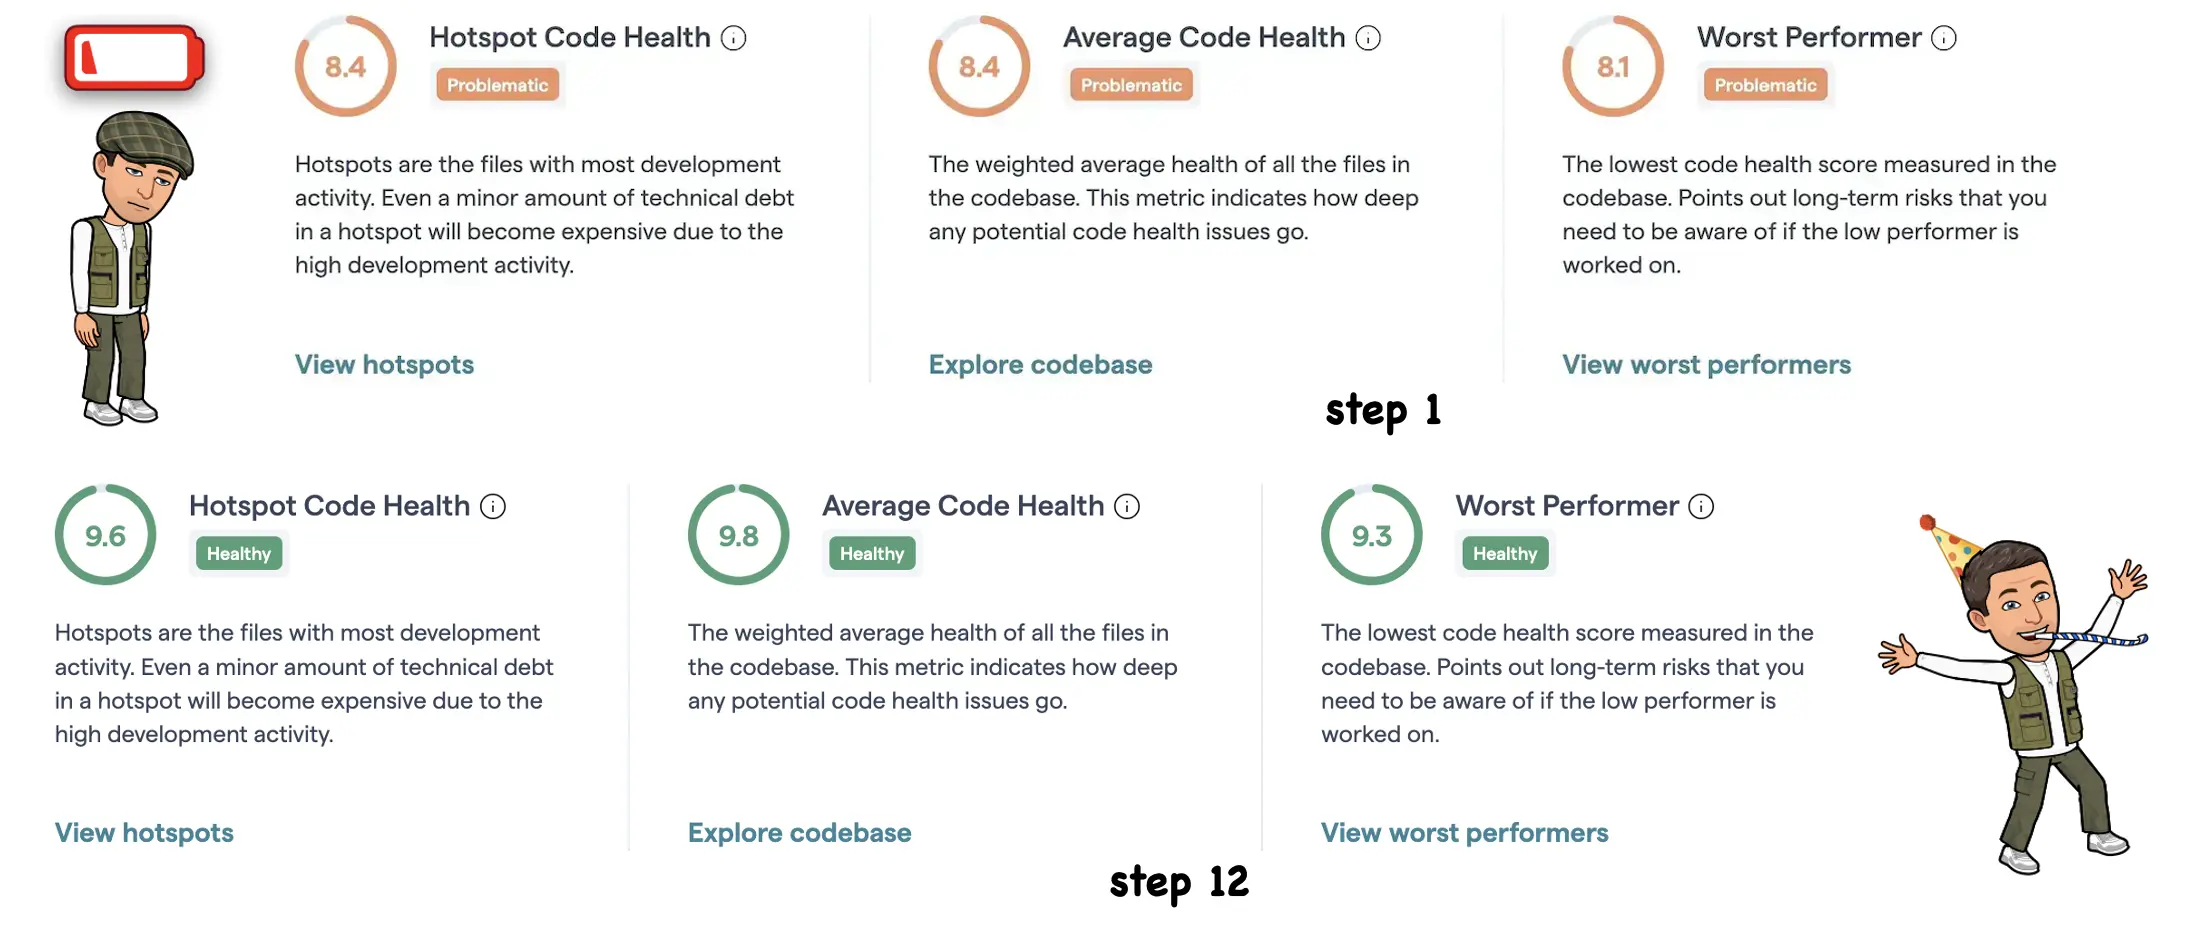 8.4
Hotspot Code Health
Problematic
Hotspots are the files with most development
activity. Even a minor amount of technical debt
in a hotspot will become expensive due to the
high development activity.
View hotspots
8.4
Average Code Health
Problematic
The weighted average health of all the files in
the codebase. This metric indicates how deep
any potential code health issues go.
Explore codebase
8.1
Worst Performer
Problematic
The lowest code health score measured in the
codebase. Points out long-term risks that you
need to be aware of if the low performer is
worked on.
View worst performers
step 1
9.6
Hotspot Code Health
Healthy
Hotspots are the files with most development
activity. Even a minor amount of technical debt
in a hotspot will become expensive due to the
high development activity.
View hotspots
9.8
Average Code Health
Healthy
The weighted average health of all the files in
the codebase. This metric indicates how deep
any potential code health issues go.
Explore codebase
9.3
Worst Performer
Healthy
The lowest code health score measured in the
codebase. Points out long-term risks that you
need to be aware of if the low performer is
worked on.
View worst performers
step 12